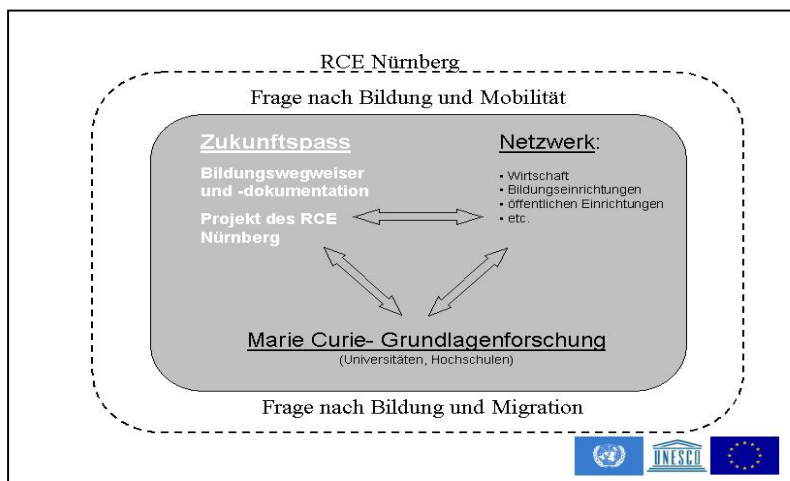 RCE Nürnberg
Frage nach Bildung und Mobilität
Zukunftspass
Bildungswegweiser
und -dokumentation
Projekt des RCE
Nürnberg
Netzwerk:
▪ Wirtschaft
▪ Bildungseinrichtungen
▪ öffentlichen Einrichtungen
▪ etc.
Marie Curie- Grundlagenforschung
(Universitäten, Hochschulen)
Frage nach Bildung und Migration
UNESCO